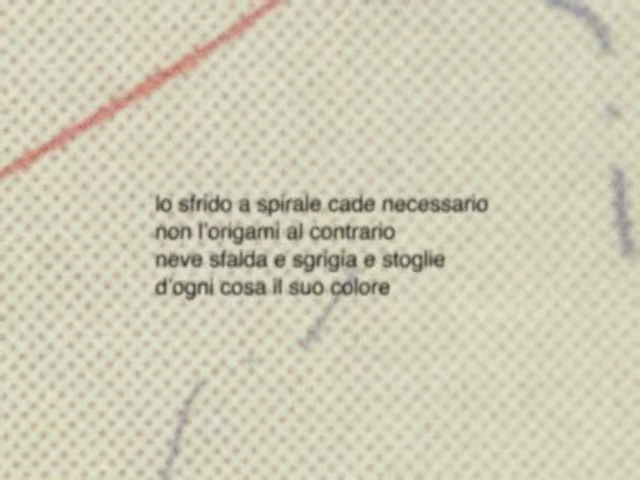 lo sfrido a spirale cade necessario
non l'origami al contrario
neve sfalda e sgrigia e stoglie
d'ogni cosa il suo colore